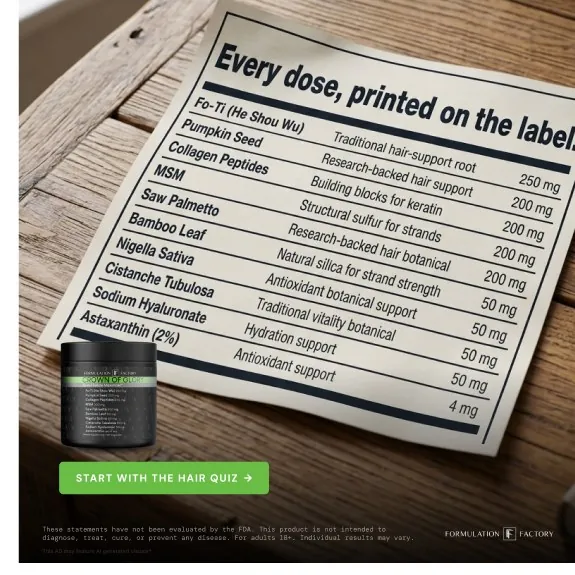 Every dose, printed on the label.
Fo-Ti (He Shou Wu) Traditional hair-support root 250 mg
Pumpkin Seed Research-backed hair support 200 mg
Collagen Peptides Building blocks for keratin 200 mg
MSM Structural sulfur for strands 200 mg
Saw Palmetto Research-backed hair botanical 200 mg
Bamboo Leaf Natural silica for strand strength 50 mg
Nigella Sativa Antioxidant botanical support 50 mg
Cistanche Tubulosa Traditional vitality botanical 50 mg
Sodium Hyaluronate Hydration support 50 mg
Astaxanthin (2%) Antioxidant support 4 mg
FORMULATION F FACTORY
CROWN OF GLORY
START WITH THE HAIR QUIZ →
These statements have not been evaluated by the FDA. This product is not intended to
diagnose, treat, cure, or prevent any disease. For adults 18+. Individual results may vary.
FORMULATION F FACTORY